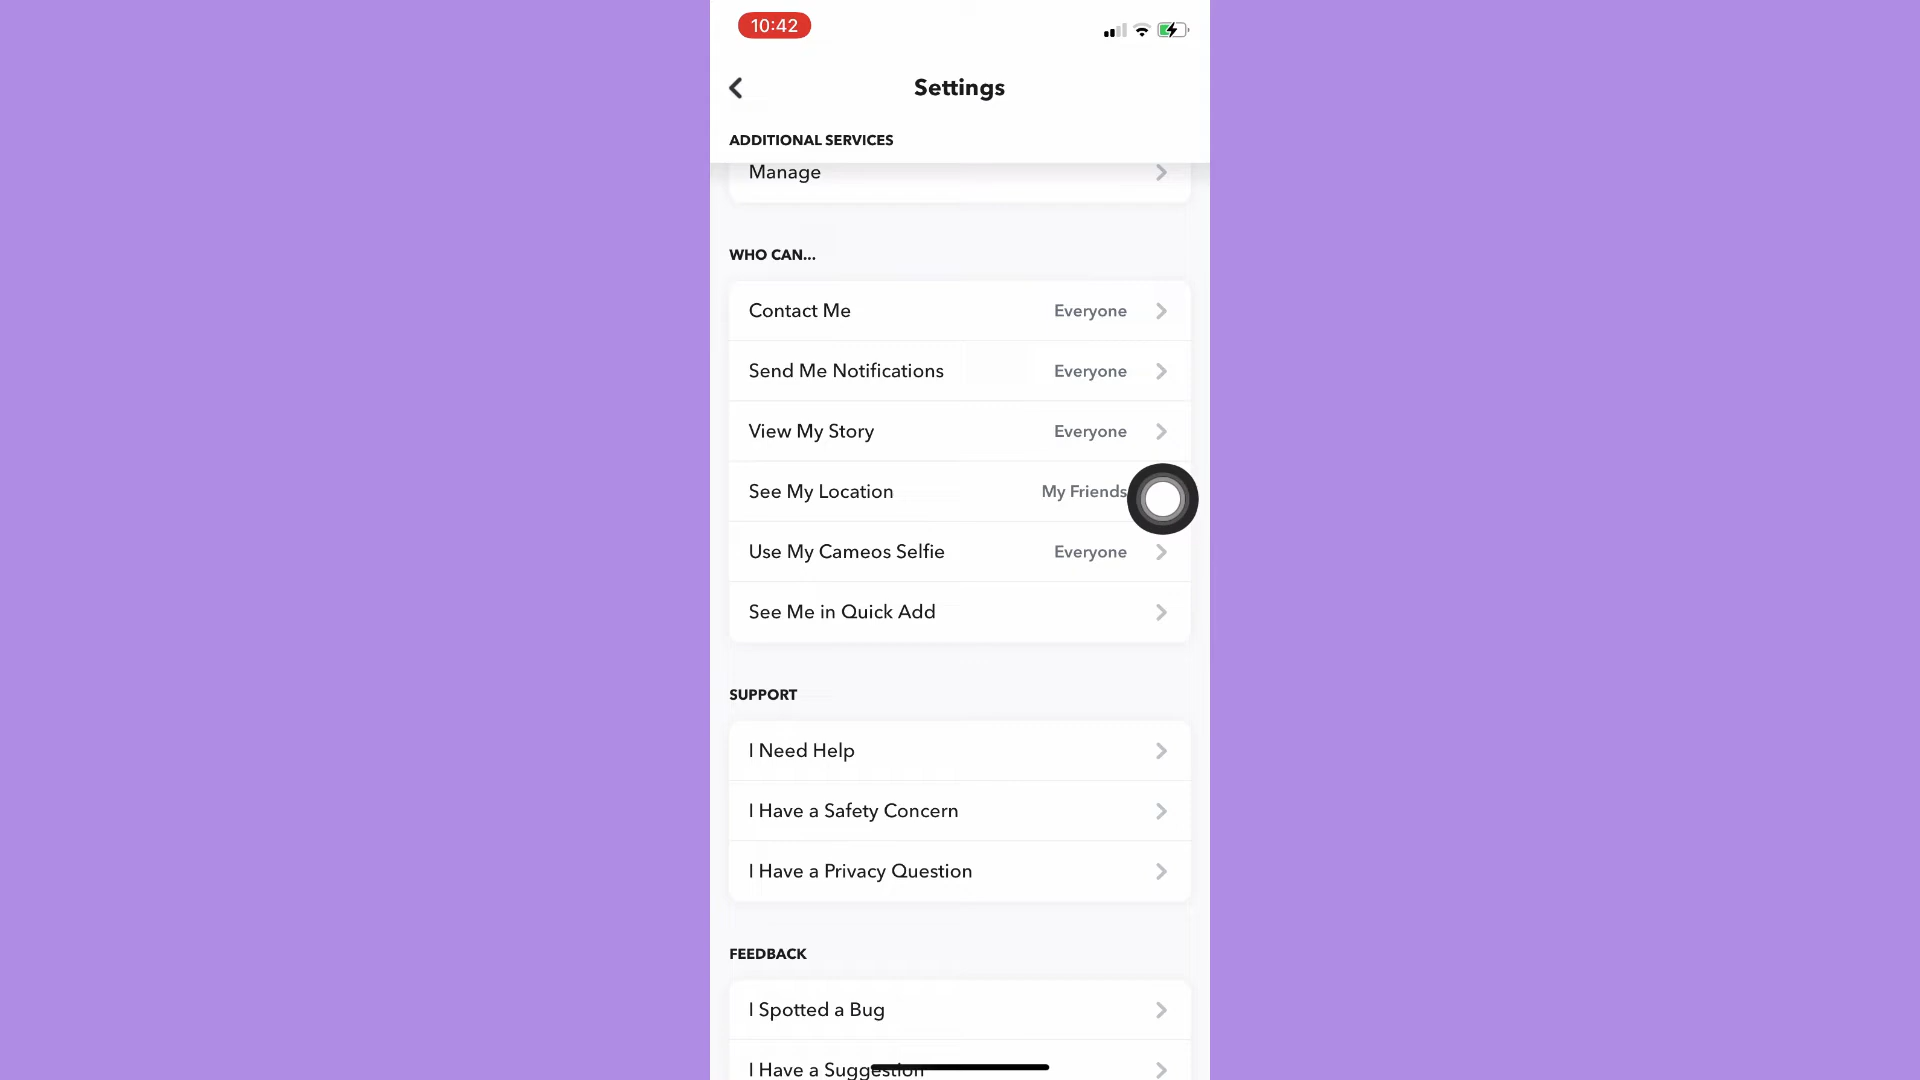 10:42
Settings
ADDITIONAL SERVICES
Manage
WHO CAN...
Contact Me Everyone
Send Me Notifications Everyone
View My Story Everyone
See My Location My Friends
Use My Cameos Selfie Everyone
See Me in Quick Add
SUPPORT
I Need Help
I Have a Safety Concern
I Have a Privacy Question
FEEDBACK
I Spotted a Bug
I Have a Suggestion